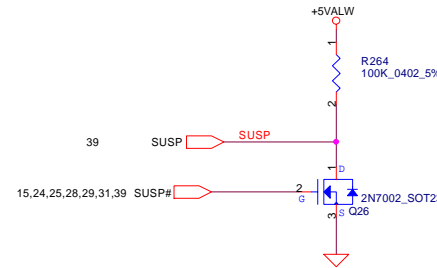 +5VALW
1
R264
100K_0402_5%
2
39 SUSP SUSP
1 D
15,24,25,28,29,31,39 SUSP# 2 G
2N7002_SOT23
3 S Q26